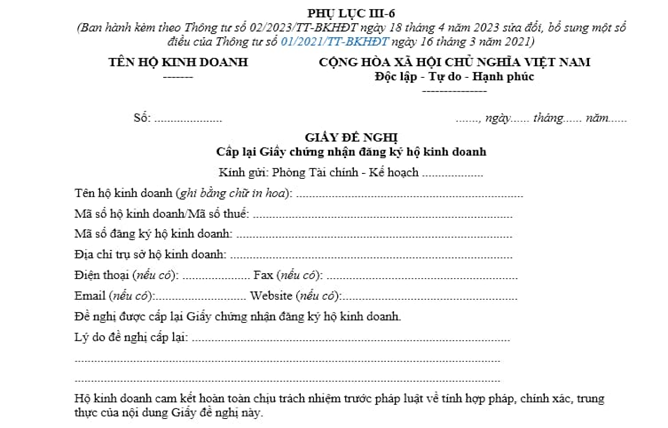 PHỤ LỤC III-6
(Ban hành kèm theo Thông tư số 02/2023/TT-BKHĐT ngày 18 tháng 4 năm 2023 sửa đổi, bổ sung một số
điều của Thông tư số 01/2021/TT-BKHĐT ngày 16 tháng 3 năm 2021)
TÊN HỘ KINH DOANH
-------
CỘNG HÒA XÃ HỘI CHỦ NGHĨA VIỆT NAM
Độc lập - Tự do - Hạnh phúc
---------------
Số: .....................
......., ngày...... tháng...... năm......
GIẤY ĐỀ NGHỊ
Cấp lại Giấy chứng nhận đăng ký hộ kinh doanh
Kính gửi: Phòng Tài chính - Kế hoạch ...................
Tên hộ kinh doanh (ghi bằng chữ in hoa): ......................................................................
Mã số hộ kinh doanh/Mã số thuế: ................................................................................
Mã số đăng ký hộ kinh doanh: .....................................................................................
Địa chỉ trụ sở hộ kinh doanh: .......................................................................................
Điện thoại (nếu có): ..................... Fax (nếu có): ...........................................................
Email (nếu có):........................... Website (nếu có):......................................................
Đề nghị được cấp lại Giấy chứng nhận đăng ký hộ kinh doanh.
Lý do đề nghị cấp lại: ..................................................................................................
.................................................................................................................................
.................................................................................................................................
Hộ kinh doanh cam kết hoàn toàn chịu trách nhiệm trước pháp luật về tính hợp pháp, chính xác, trung
thực của nội dung Giấy đề nghị này.